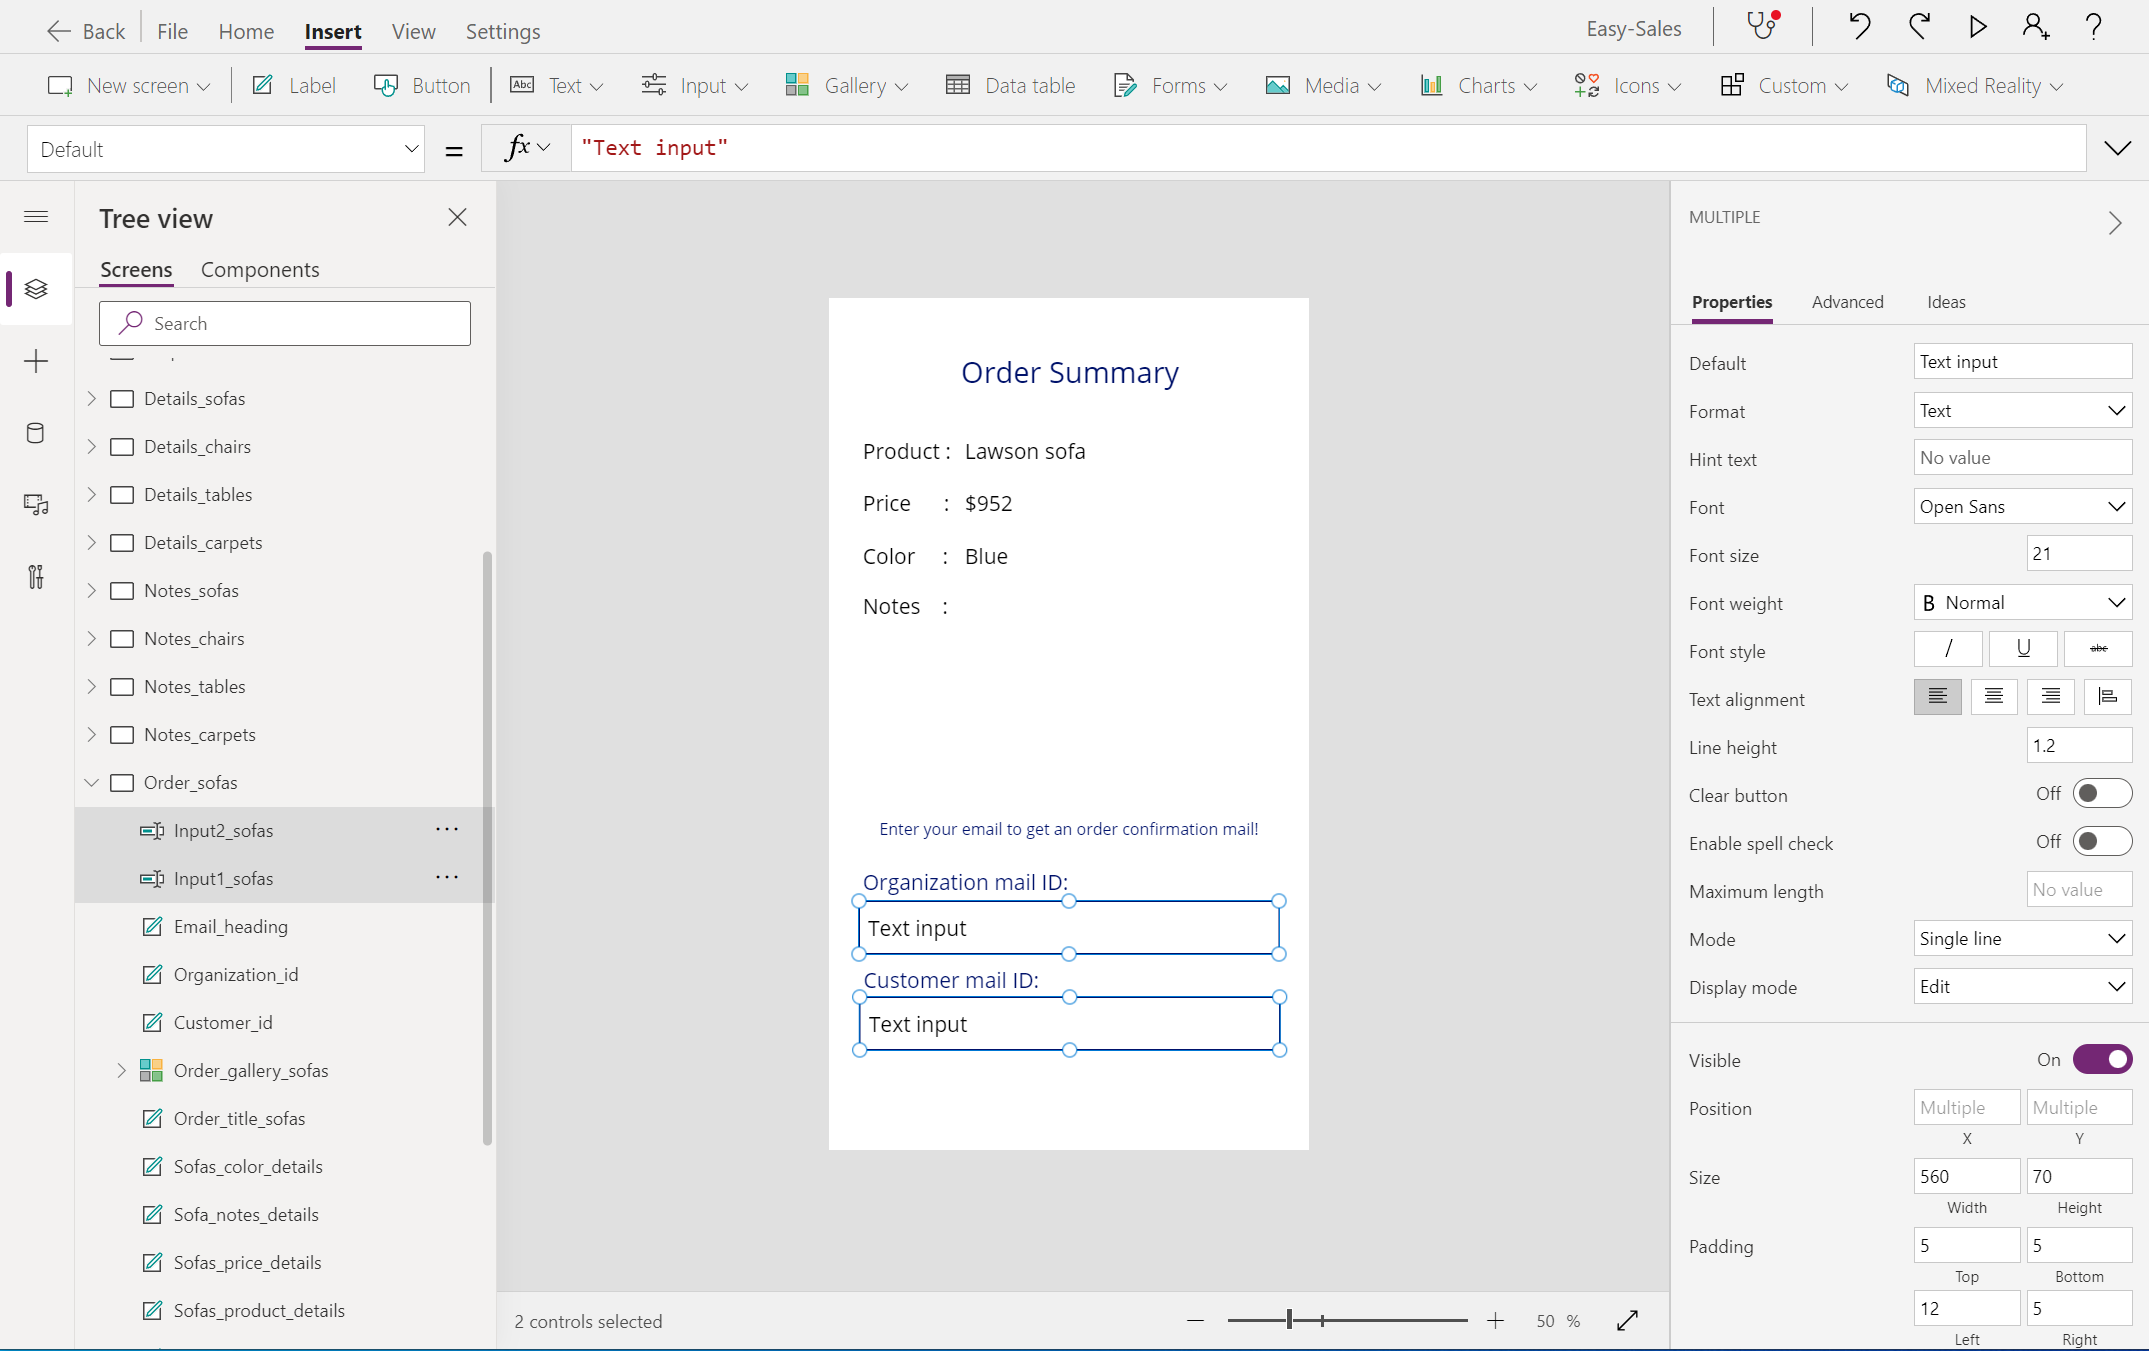 Back File Home Insert View Settings Easy-Sales
New screen Label Button Abc Text Input Gallery Data table Forms Media Charts Icons Custom Mixed Reality
Default = fx "Text input"
Tree view
Screens Components
Search
Details_sofas
Details_chairs
Details_tables
Details_carpets
Notes_sofas
Notes_chairs
Notes_tables
Notes_carpets
Order_sofas
Input2_sofas
Input1_sofas
Email_heading
Organization_id
Customer_id
Order_gallery_sofas
Order_title_sofas
Sofas_color_details
Sofa_notes_details
Sofas_price_details
Sofas_product_details
Order Summary
Product : Lawson sofa
Price : $952
Color : Blue
Notes :
Enter your email to get an order confirmation mail!
Organization mail ID:
Text input
Customer mail ID:
Text input
2 controls selected
50 %
MULTIPLE
Properties Advanced Ideas
Default Text input
Format Text
Hint text No value
Font Open Sans
Font size 21
Font weight B Normal
Font style / U abc
Text alignment
Line height 1.2
Clear button Off
Enable spell check Off
Maximum length No value
Mode Single line
Display mode Edit
Visible On
Position Multiple Multiple
X Y
Size 560 70
Width Height
Padding 5 5
Top Bottom
12 5
Left Right